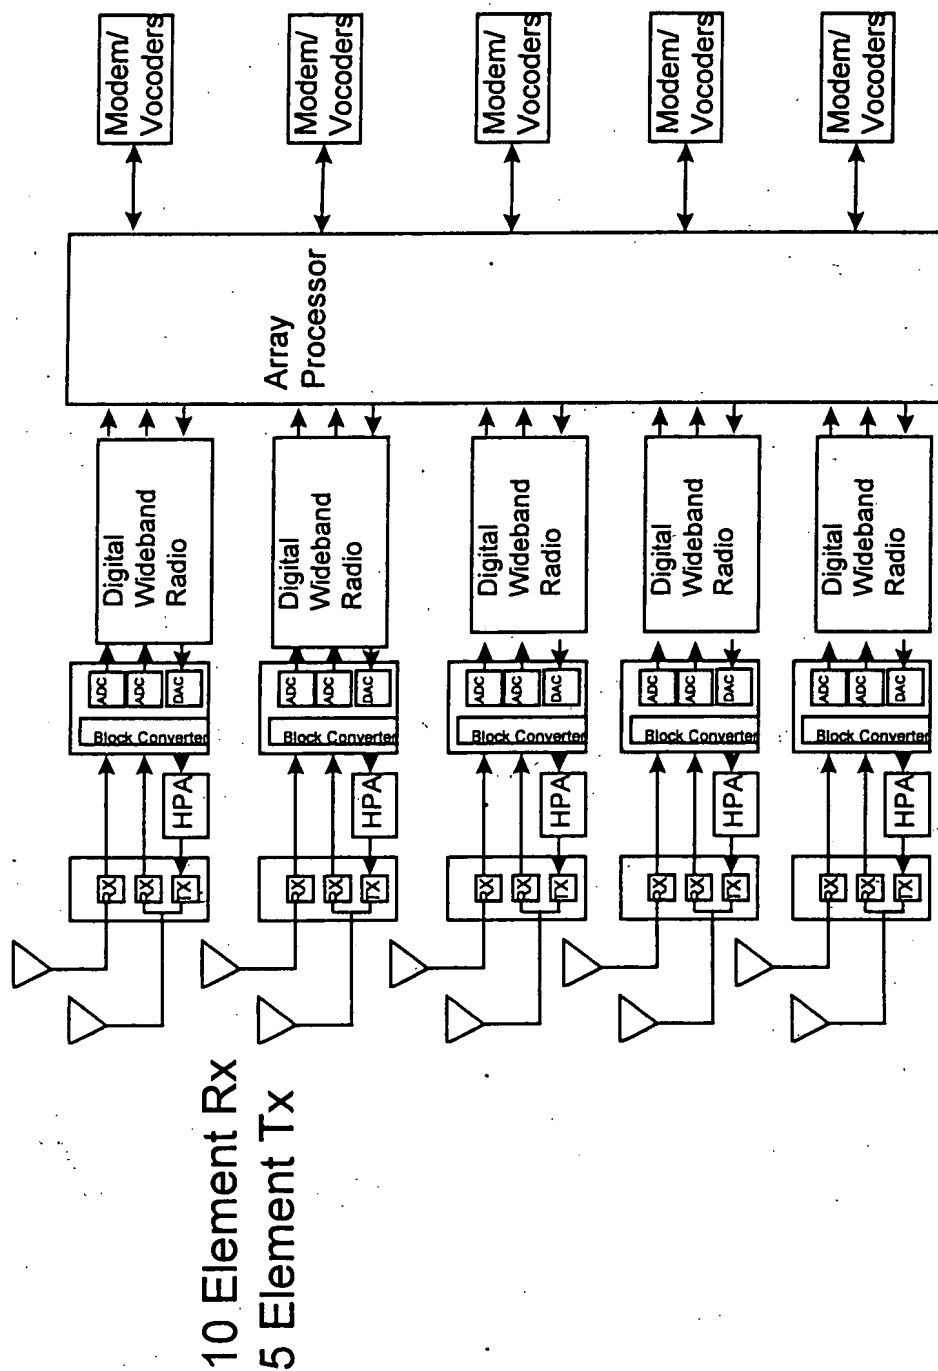 10 Element Rx
5 Element Tx
RX
RX
TX
HPA
Block Converter
ADC
ADC
DAC
Digital
Wideband
Radio
Modem/
Vocoders
RX
RX
TX
HPA
Block Converter
ADC
ADC
DAC
Digital
Wideband
Radio
Modem/
Vocoders
RX
RX
TX
HPA
Block Converter
ADC
ADC
DAC
Digital
Wideband
Radio
Modem/
Vocoders
RX
RX
TX
HPA
Block Converter
ADC
ADC
DAC
Digital
Wideband
Radio
Modem/
Vocoders
RX
RX
TX
HPA
Block Converter
ADC
ADC
DAC
Digital
Wideband
Radio
Modem/
Vocoders
Array
Processor